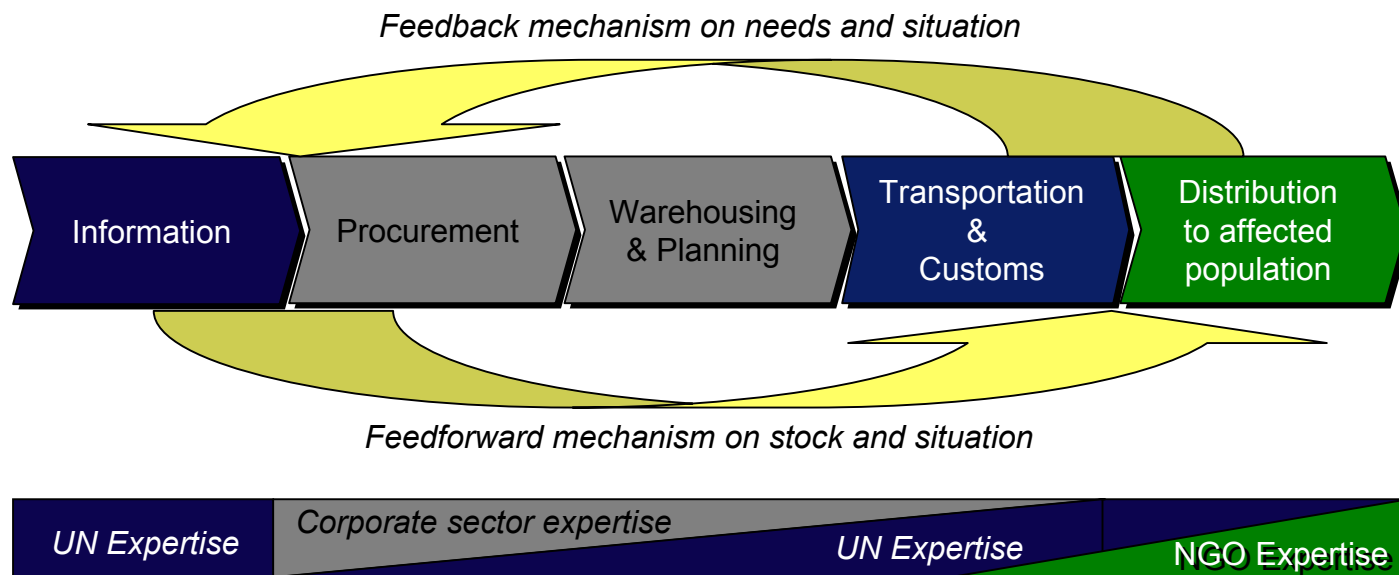 Feedback mechanism on needs and situation
Information
Procurement
Warehousing
& Planning
Transportation
&
Customs
Distribution
to affected
population
Feedforward mechanism on stock and situation
UN Expertise
Corporate sector expertise
UN Expertise
NGO Expertise